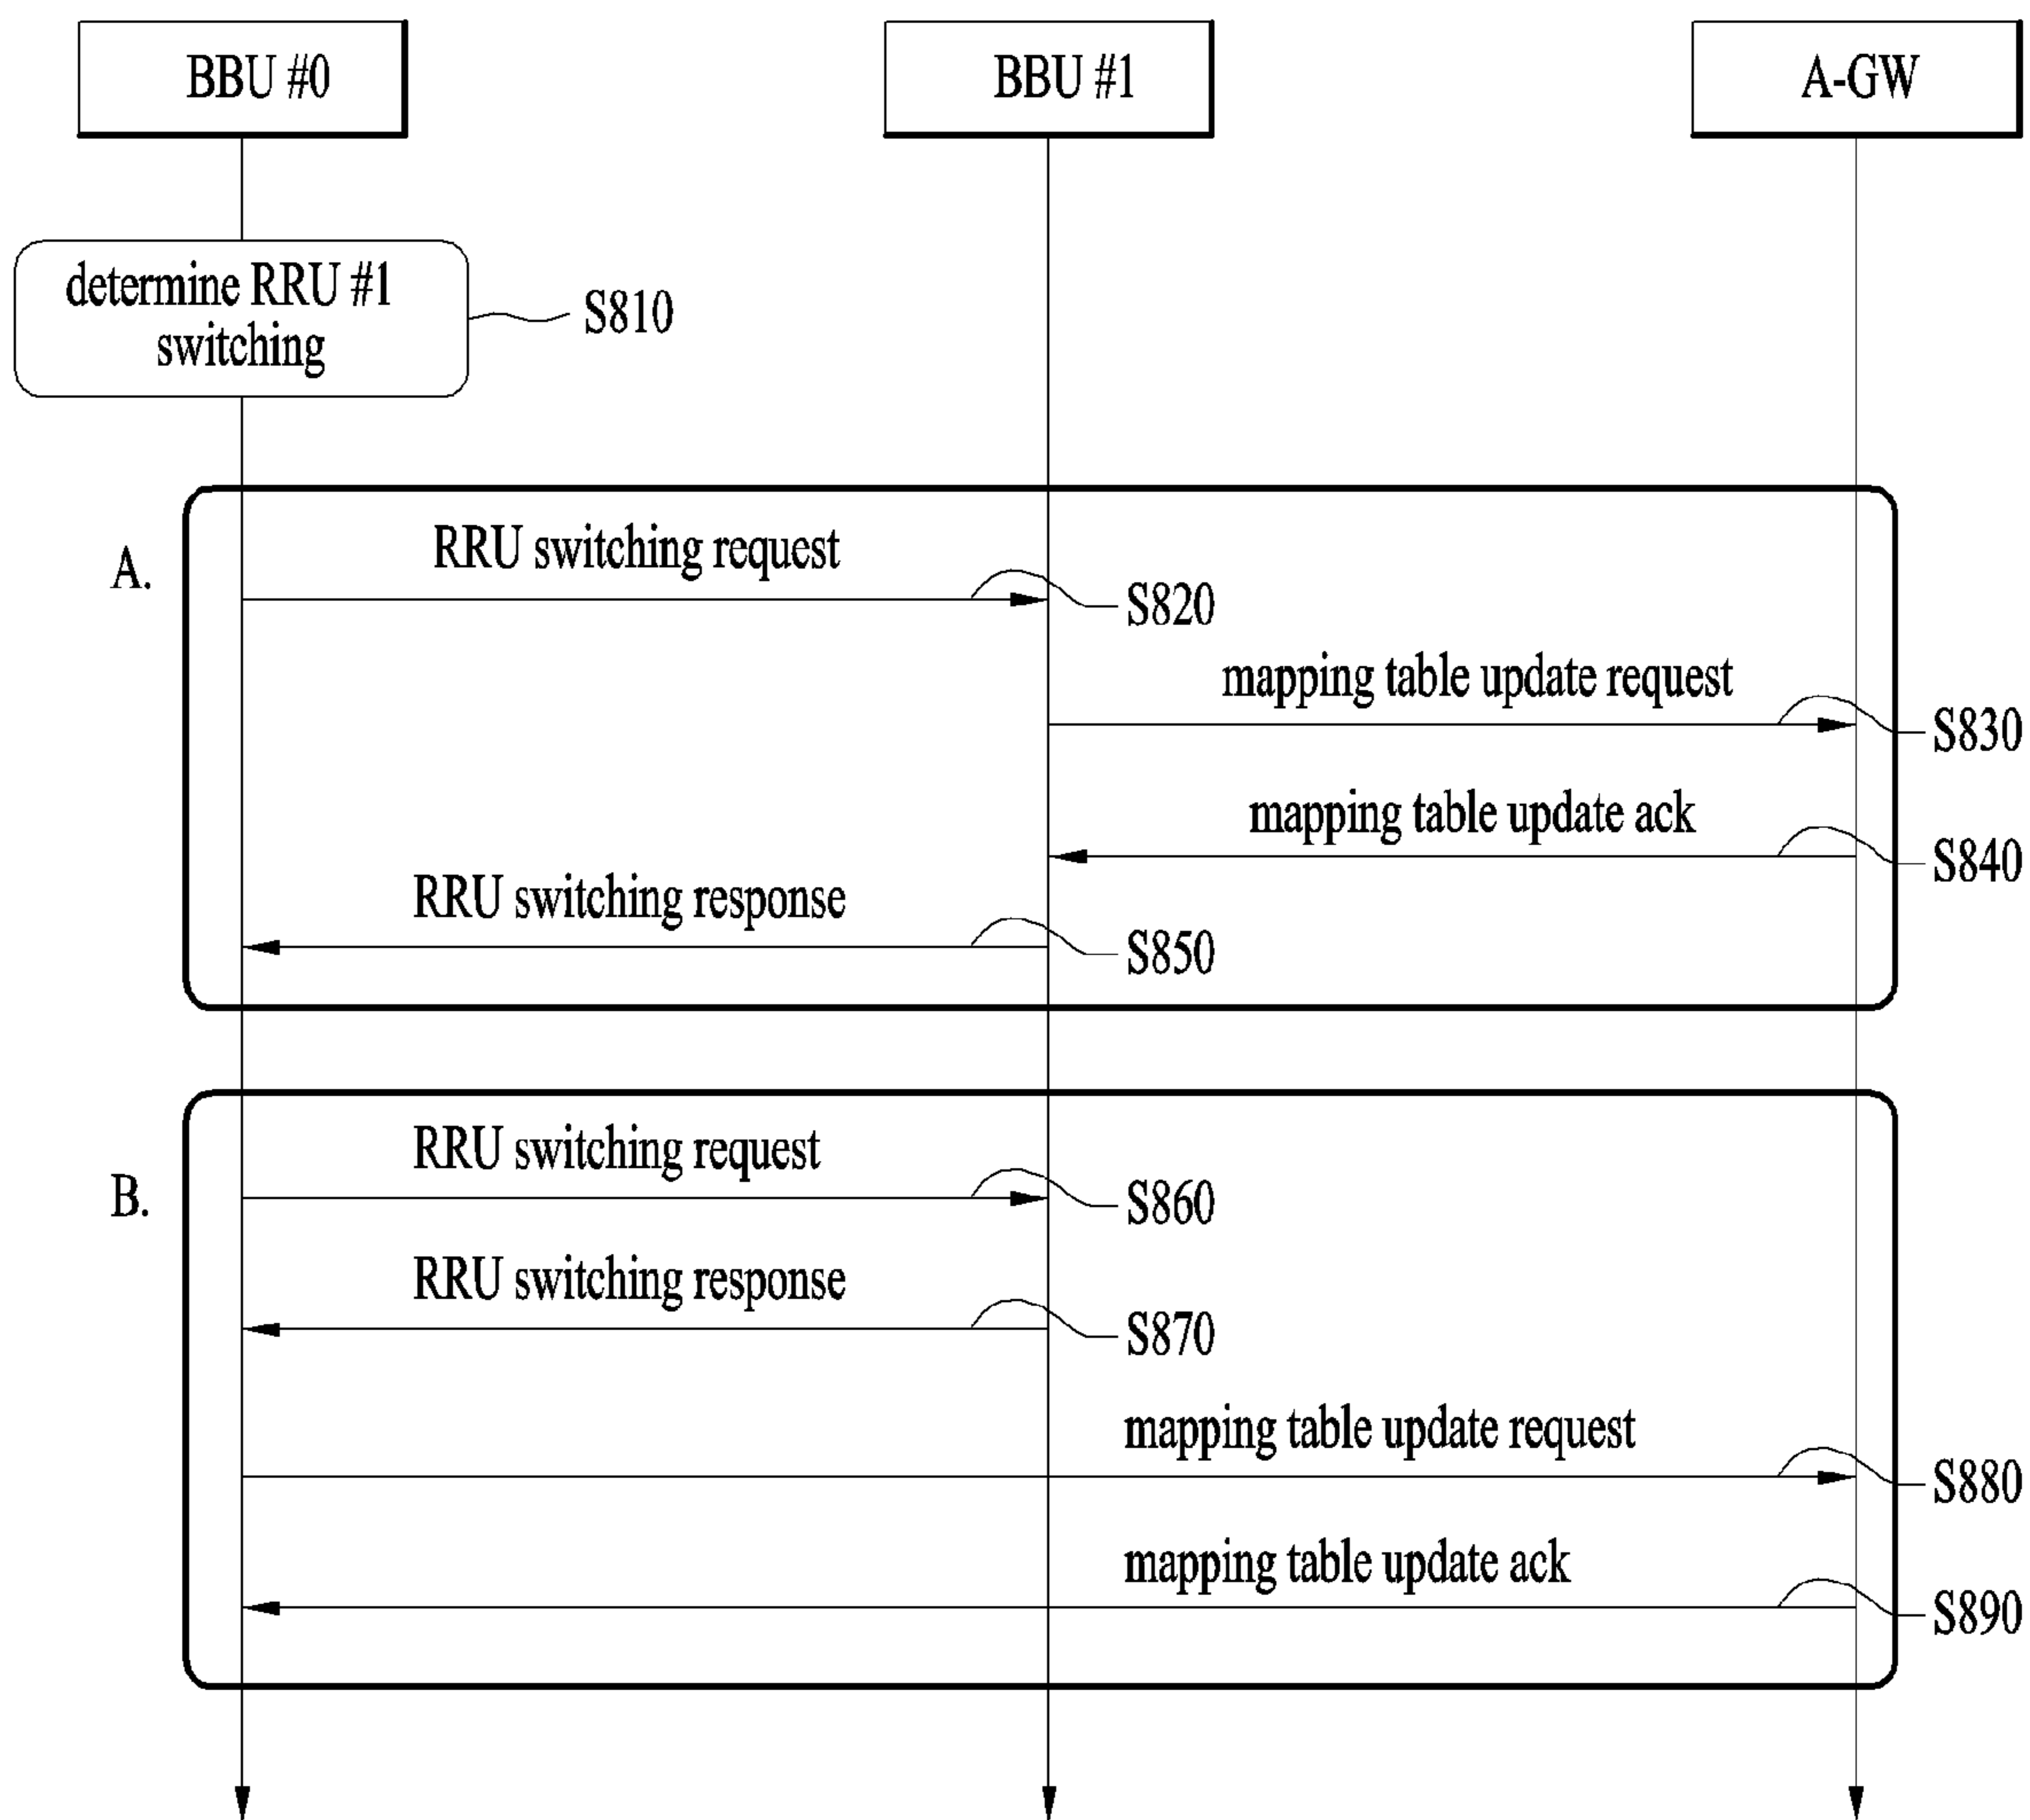 BBU #0
BBU #1
A-GW
determine RRU #1
switching
S810
A.
RRU switching request
S820
mapping table update request
S830
mapping table update ack
S840
RRU switching response
S850
B.
RRU switching request
S860
RRU switching response
S870
mapping table update request
S880
mapping table update ack
S890